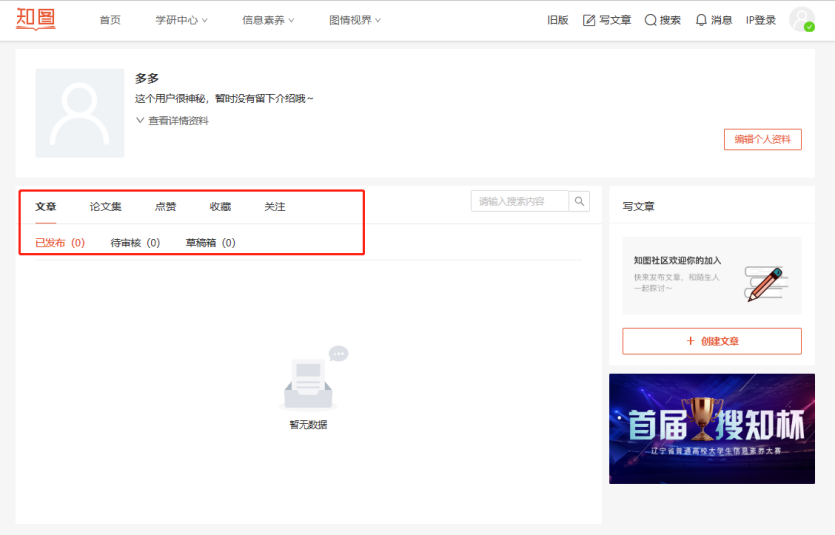 知图 首页 学研中心 信息素养 图情视界 旧版 写文章 搜索 消息 IP登录
多多
这个用户很神秘，暂时没有留下介绍哦~
查看详情资料
编辑个人资料
文章 论文集 点赞 收藏 关注 请输入搜索内容
已发布 (0) 待审核 (0) 草稿箱 (0)
暂无数据
写文章
知图社区欢迎你的加入
快来发布文章，和陌生人
一起探讨~
+ 创建文章
首届搜知杯
辽宁省普通高校大学生信息素养大赛